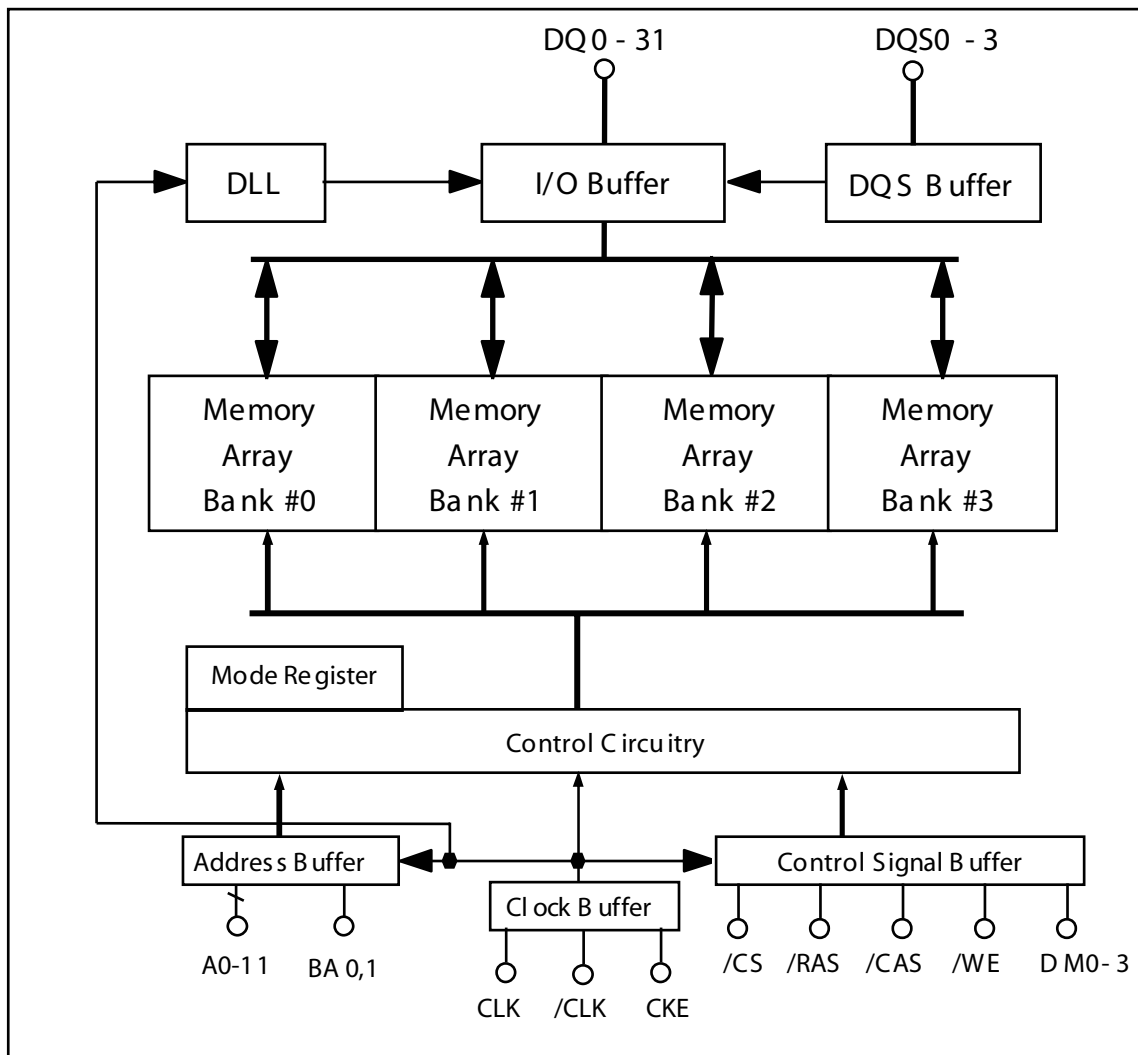 DQ0 - 31
DQS0 - 3
DLL
I/O Buffer
DQS Buffer
Memory
Array
Bank #0
Memory
Array
Bank #1
Memory
Array
Bank #2
Memory
Array
Bank #3
Mode Register
Control Circuitry
Address Buffer
Control Signal Buffer
Clock Buffer
A0-11
BA 0,1
/CS
/RAS
/CAS
/WE
DM0-3
CLK
/CLK
CKE